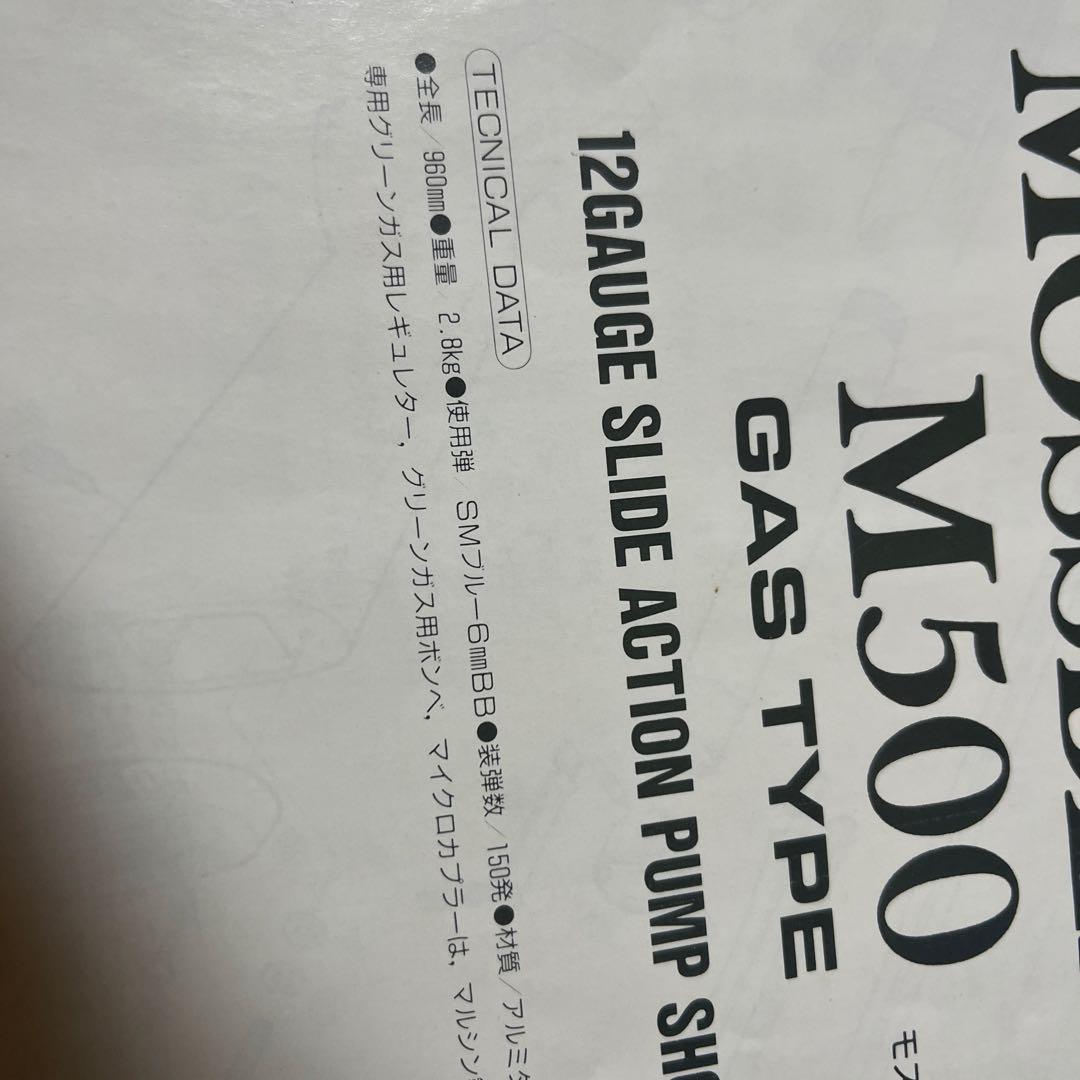 M500
モス
GAS TYPE
12GAUGE SLIDE ACTION PUMP
TECNICAL DATA
●全長/960mm●重量/2.8kg●使用弾/SMブルー6mmBB●装弾数/150発●材質/アルミダ
専用グリーンガス用レギュレター，グリーンガス用ボンベ，マイクロカプラーは，マルシン